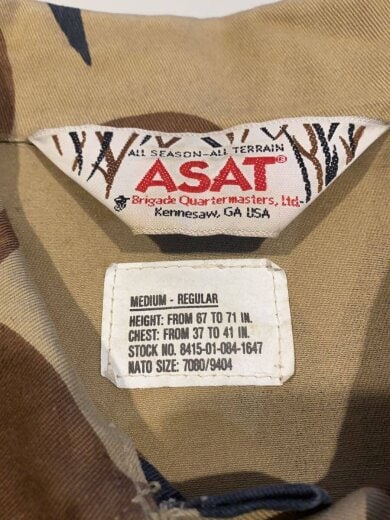 ALL SEASON-ALL TERRAIN
ASAT®
Brigade Quartermasters, Ltd.
Kennesaw, GA USA
MEDIUM - REGULAR
HEIGHT: FROM 67 TO 71 IN.
CHEST: FROM 37 TO 41 IN.
STOCK NO. 8415-01-084-1647
NATO SIZE: 7080/9404